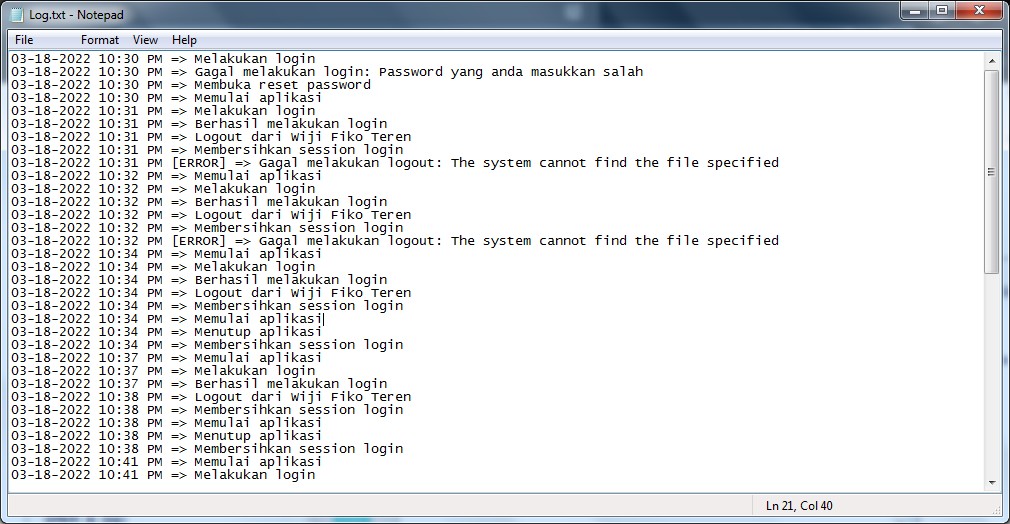 Log.txt - Notepad
File Format View Help
03-18-2022 10:30 PM => Melakukan login
03-18-2022 10:30 PM => Gagal melakukan login: Password yang anda masukkan salah
03-18-2022 10:30 PM => Membuka reset password
03-18-2022 10:30 PM => Memulai aplikasi
03-18-2022 10:31 PM => Melakukan login
03-18-2022 10:31 PM => Berhasil melakukan login
03-18-2022 10:31 PM => Logout dari Wiji Fiko Teren
03-18-2022 10:31 PM => Membersihkan session login
03-18-2022 10:31 PM [ERROR] => Gagal melakukan logout: The system cannot find the file specified
03-18-2022 10:32 PM => Memulai aplikasi
03-18-2022 10:32 PM => Melakukan login
03-18-2022 10:32 PM => Berhasil melakukan login
03-18-2022 10:32 PM => Logout dari Wiji Fiko Teren
03-18-2022 10:32 PM => Membersihkan session login
03-18-2022 10:32 PM [ERROR] => Gagal melakukan logout: The system cannot find the file specified
03-18-2022 10:34 PM => Memulai aplikasi
03-18-2022 10:34 PM => Melakukan login
03-18-2022 10:34 PM => Berhasil melakukan login
03-18-2022 10:34 PM => Logout dari Wiji Fiko Teren
03-18-2022 10:34 PM => Membersihkan session login
03-18-2022 10:34 PM => Memulai aplikasi
03-18-2022 10:34 PM => Menutup aplikasi
03-18-2022 10:34 PM => Membersihkan session login
03-18-2022 10:37 PM => Memulai aplikasi
03-18-2022 10:37 PM => Melakukan login
03-18-2022 10:37 PM => Berhasil melakukan login
03-18-2022 10:38 PM => Logout dari Wiji Fiko Teren
03-18-2022 10:38 PM => Membersihkan session login
03-18-2022 10:38 PM => Memulai aplikasi
03-18-2022 10:38 PM => Menutup aplikasi
03-18-2022 10:38 PM => Membersihkan session login
03-18-2022 10:41 PM => Memulai aplikasi
03-18-2022 10:41 PM => Melakukan login
Ln 21, Col 40